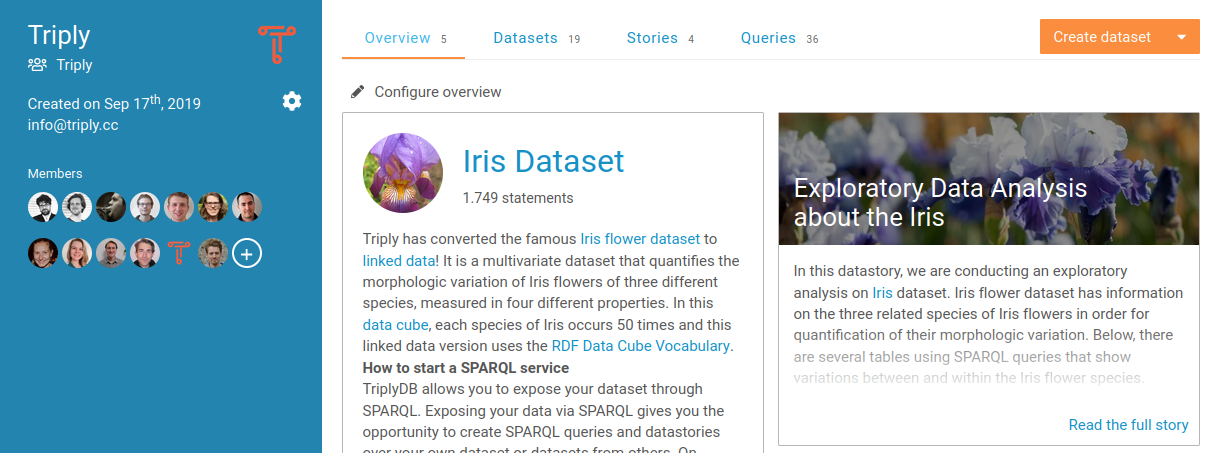 Triply
Triply
Created on Sep 17th, 2019
info@triply.cc
Members
Overview 5 Datasets 19 Stories 4 Queries 36
Create dataset
Configure overview
Iris Dataset
1.749 statements
Triply has converted the famous Iris flower dataset to
linked data! It is a multivariate dataset that quantifies the
morphologic variation of Iris flowers of three different
species, measured in four different properties. In this
data cube, each species of Iris occurs 50 times and this
linked data version uses the RDF Data Cube Vocabulary.
How to start a SPARQL service
TriplyDB allows you to expose your dataset through
SPARQL. Exposing your data via SPARQL gives you the
opportunity to create SPARQL queries and datastories
over your own dataset or datasets from others. On
Exploratory Data Analysis
about the Iris
In this datastory, we are conducting an exploratory
analysis on Iris dataset. Iris flower dataset has information
on the three related species of Iris flowers in order for
quantification of their morphologic variation. Below, there
are several tables using SPARQL queries that show
variations between and within the Iris flower species.
Read the full story